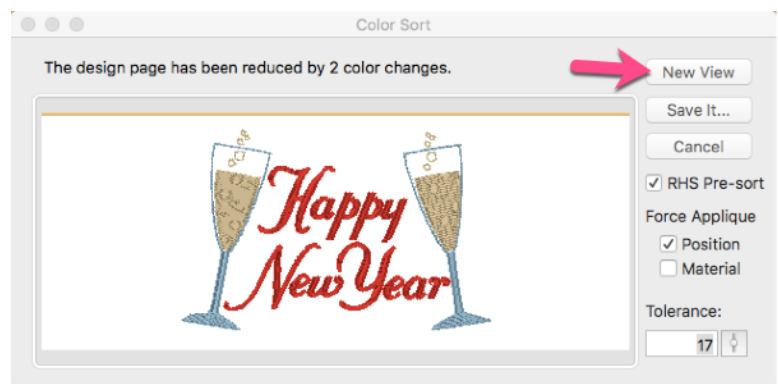 Color Sort
The design page has been reduced by 2 color changes.
New View
Save It...
Cancel
RHS Pre-sort
Force Applique
Position
Material
Tolerance:
17
Happy
New Year